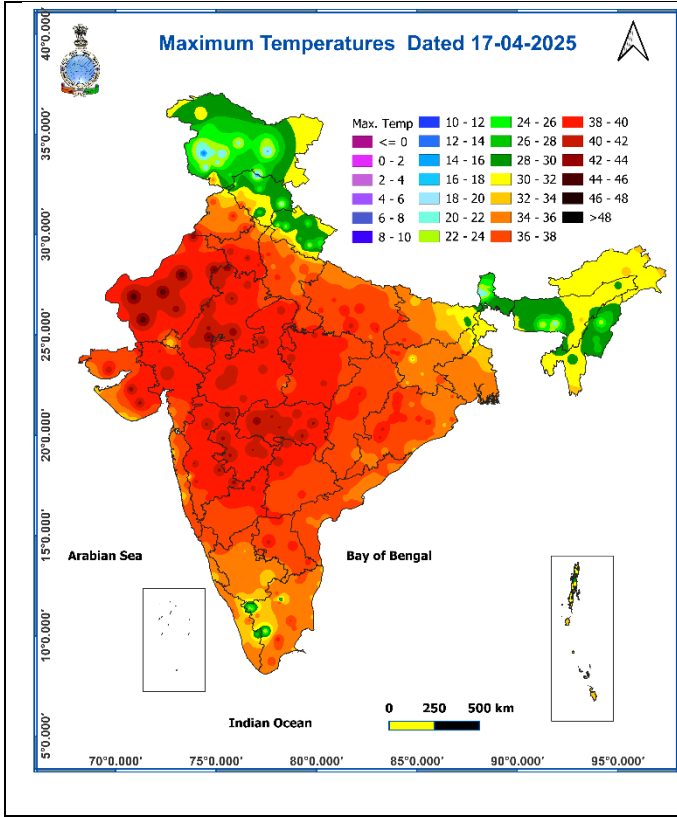 Maximum Temperatures Dated 17-04-2025
Max. Temp
<= 0
0 - 2
2 - 4
4 - 6
6 - 8
8 - 10
10 - 12
12 - 14
14 - 16
16 - 18
18 - 20
20 - 22
22 - 24
24 - 26
26 - 28
28 - 30
30 - 32
32 - 34
34 - 36
36 - 38
38 - 40
40 - 42
42 - 44
44 - 46
46 - 48
>48
40°0.000'
35°0.000'
30°0.000'
25°0.000'
20°0.000'
15°0.000'
10°0.000'
5°0.000'
Arabian Sea
Bay of Bengal
Indian Ocean
0 250 500 km
70°0.000' 75°0.000' 80°0.000' 85°0.000' 90°0.000' 95°0.000'